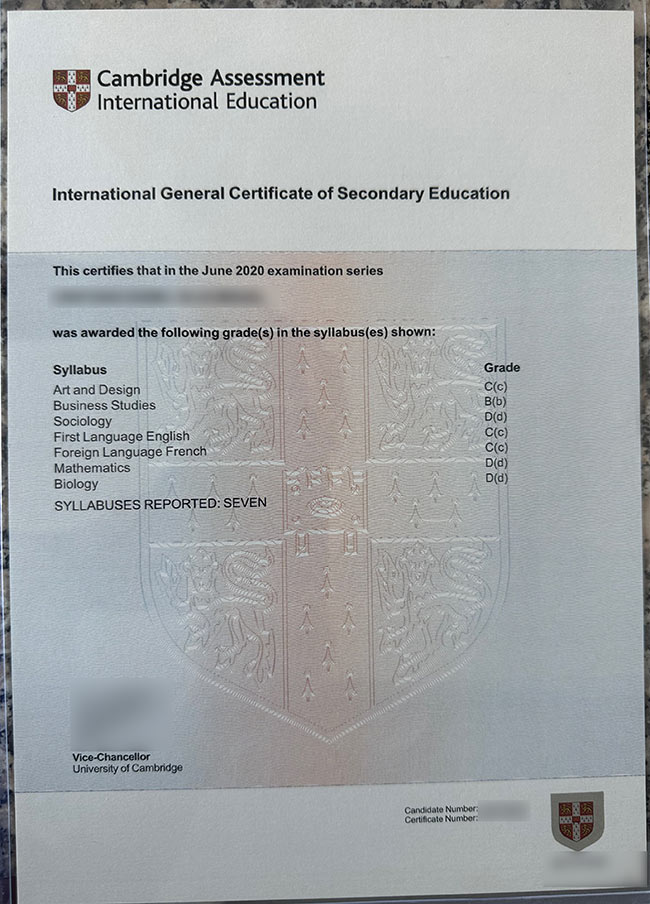 Cambridge Assessment
International Education
International General Certificate of Secondary Education
This certifies that in the June 2020 examination series
was awarded the following grade(s) in the syllabus(es) shown:
Syllabus Grade
Art and Design C(c)
Business Studies B(b)
Sociology D(d)
First Language English C(c)
Foreign Language French C(c)
Mathematics D(d)
Biology D(d)
SYLLABUSES REPORTED: SEVEN
Vice-Chancellor
University of Cambridge
Candidate Number:
Certificate Number: